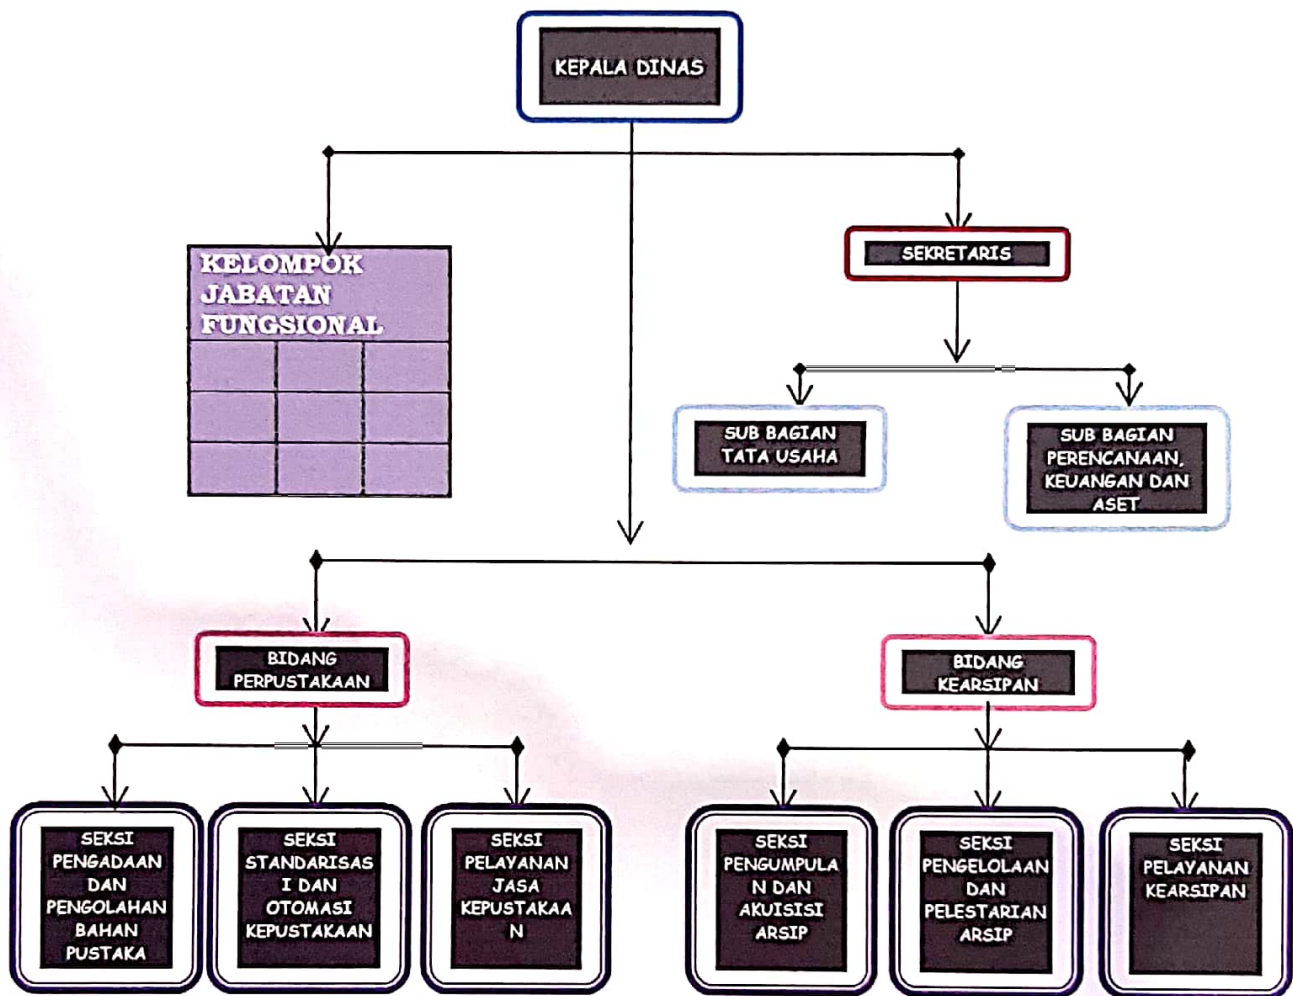 KEPALA DINAS
KELOMPOK
JABATAN
FUNGSIONAL
SEKRETARIS
SUB BAGIAN
TATA USAHA
SUB BAGIAN
PERENCANAAN,
KEUANGAN DAN
ASET
BIDANG
PERPUSTAKAAN
BIDANG
KEARSIPAN
SEKSI
PENGADAAN
DAN
PENGOLAHAN
BAHAN
PUSTAKA
SEKSI
STANDARISAS
I DAN
OTOMASI
KEPUSTAKAAN
SEKSI
PELAYANAN
JASA
KEPUSTAKAA
N
SEKSI
PENGUMPULA
N DAN
AKUISISI
ARSIP
SEKSI
PENGELOLAAN
DAN
PELESTARIAN
ARSIP
SEKSI
PELAYANAN
KEARSIPAN